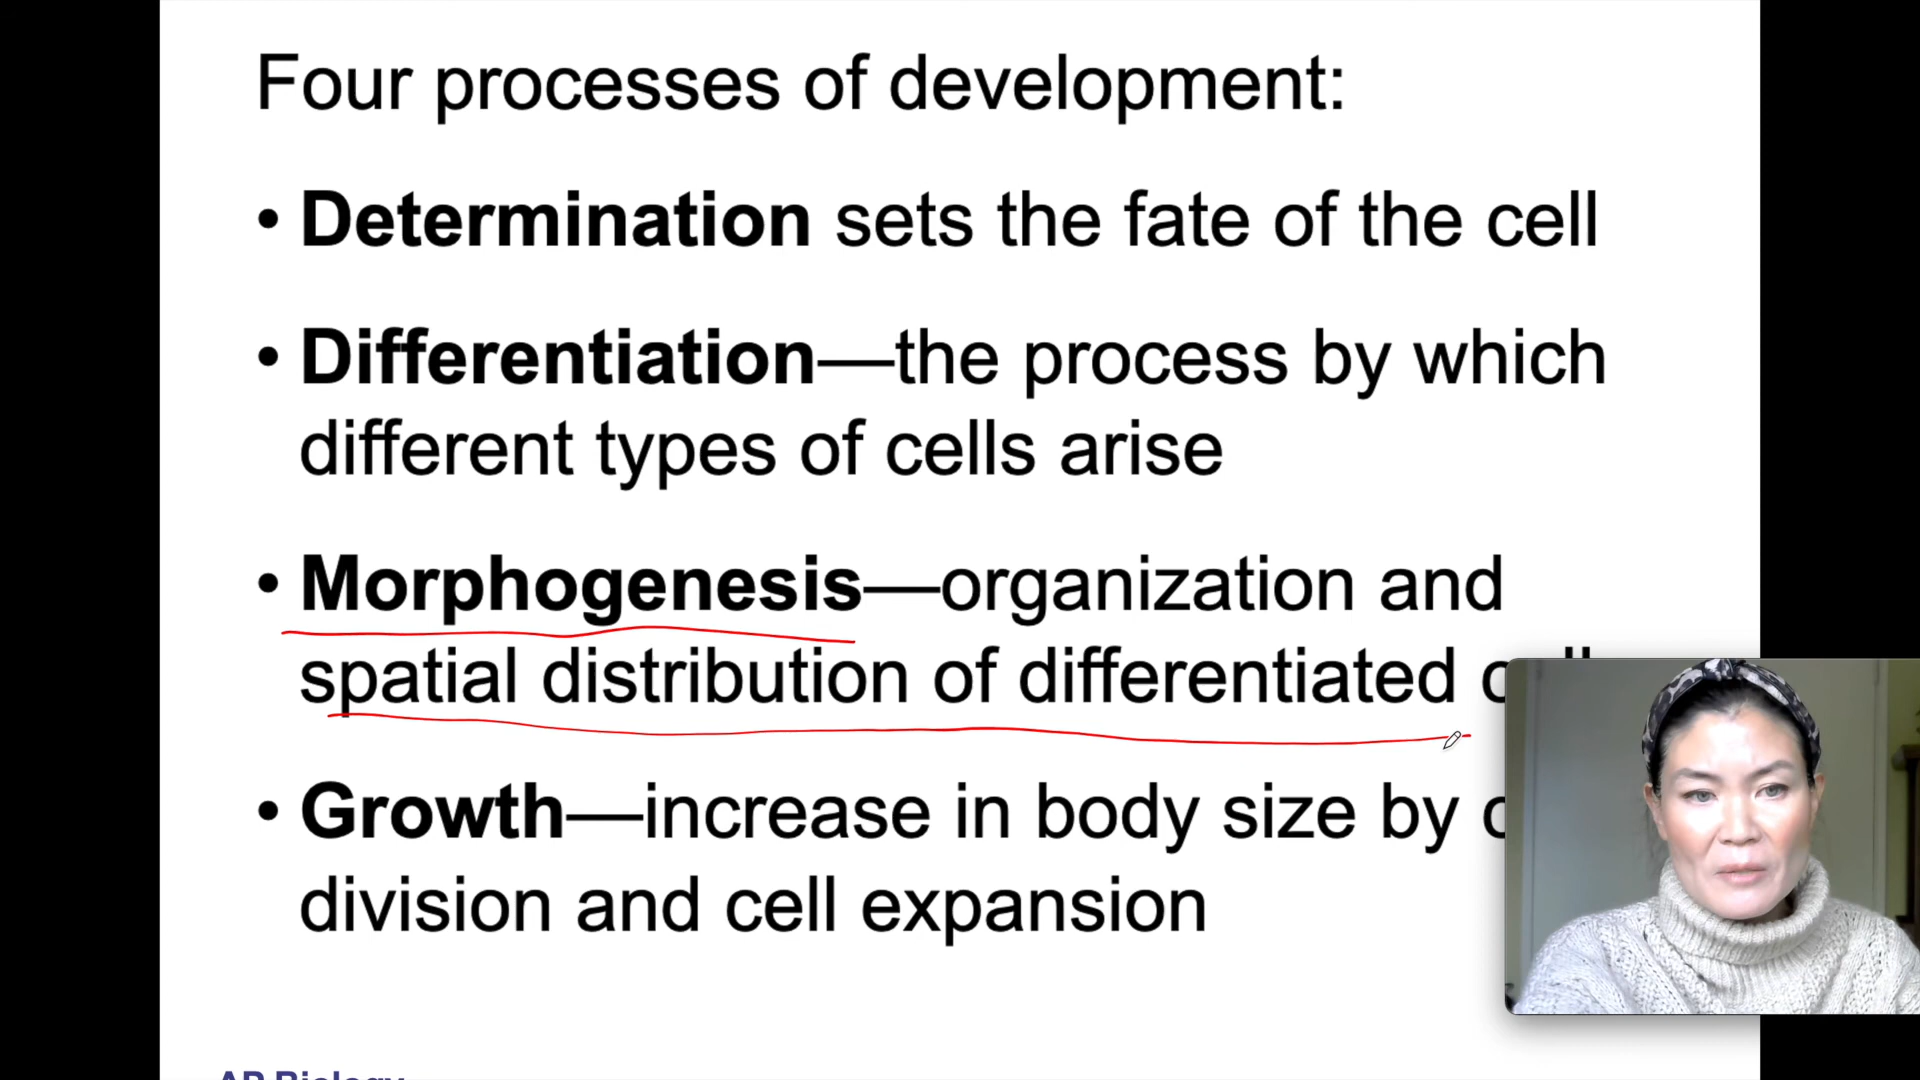 Four processes of development:
• Determination sets the fate of the cell
• Differentiation—the process by which
different types of cells arise
• Morphogenesis—organization and
spatial distribution of differentiated
• Growth—increase in body size by
division and cell expansion
AP Biology